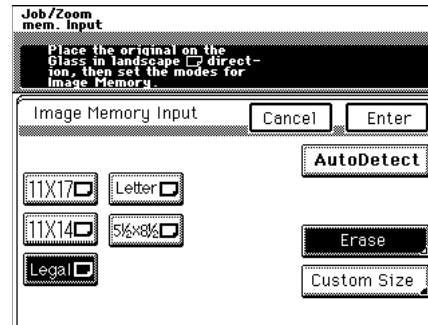 Job/Zoom
mem. Input
Place the original on the
Glass in landscape direct-
ion, then set the modes for
Image Memory.
Image Memory Input
Cancel
Enter
AutoDetect
11X17
Letter
11X14
5½x8½
Erase
Legal
Custom Size